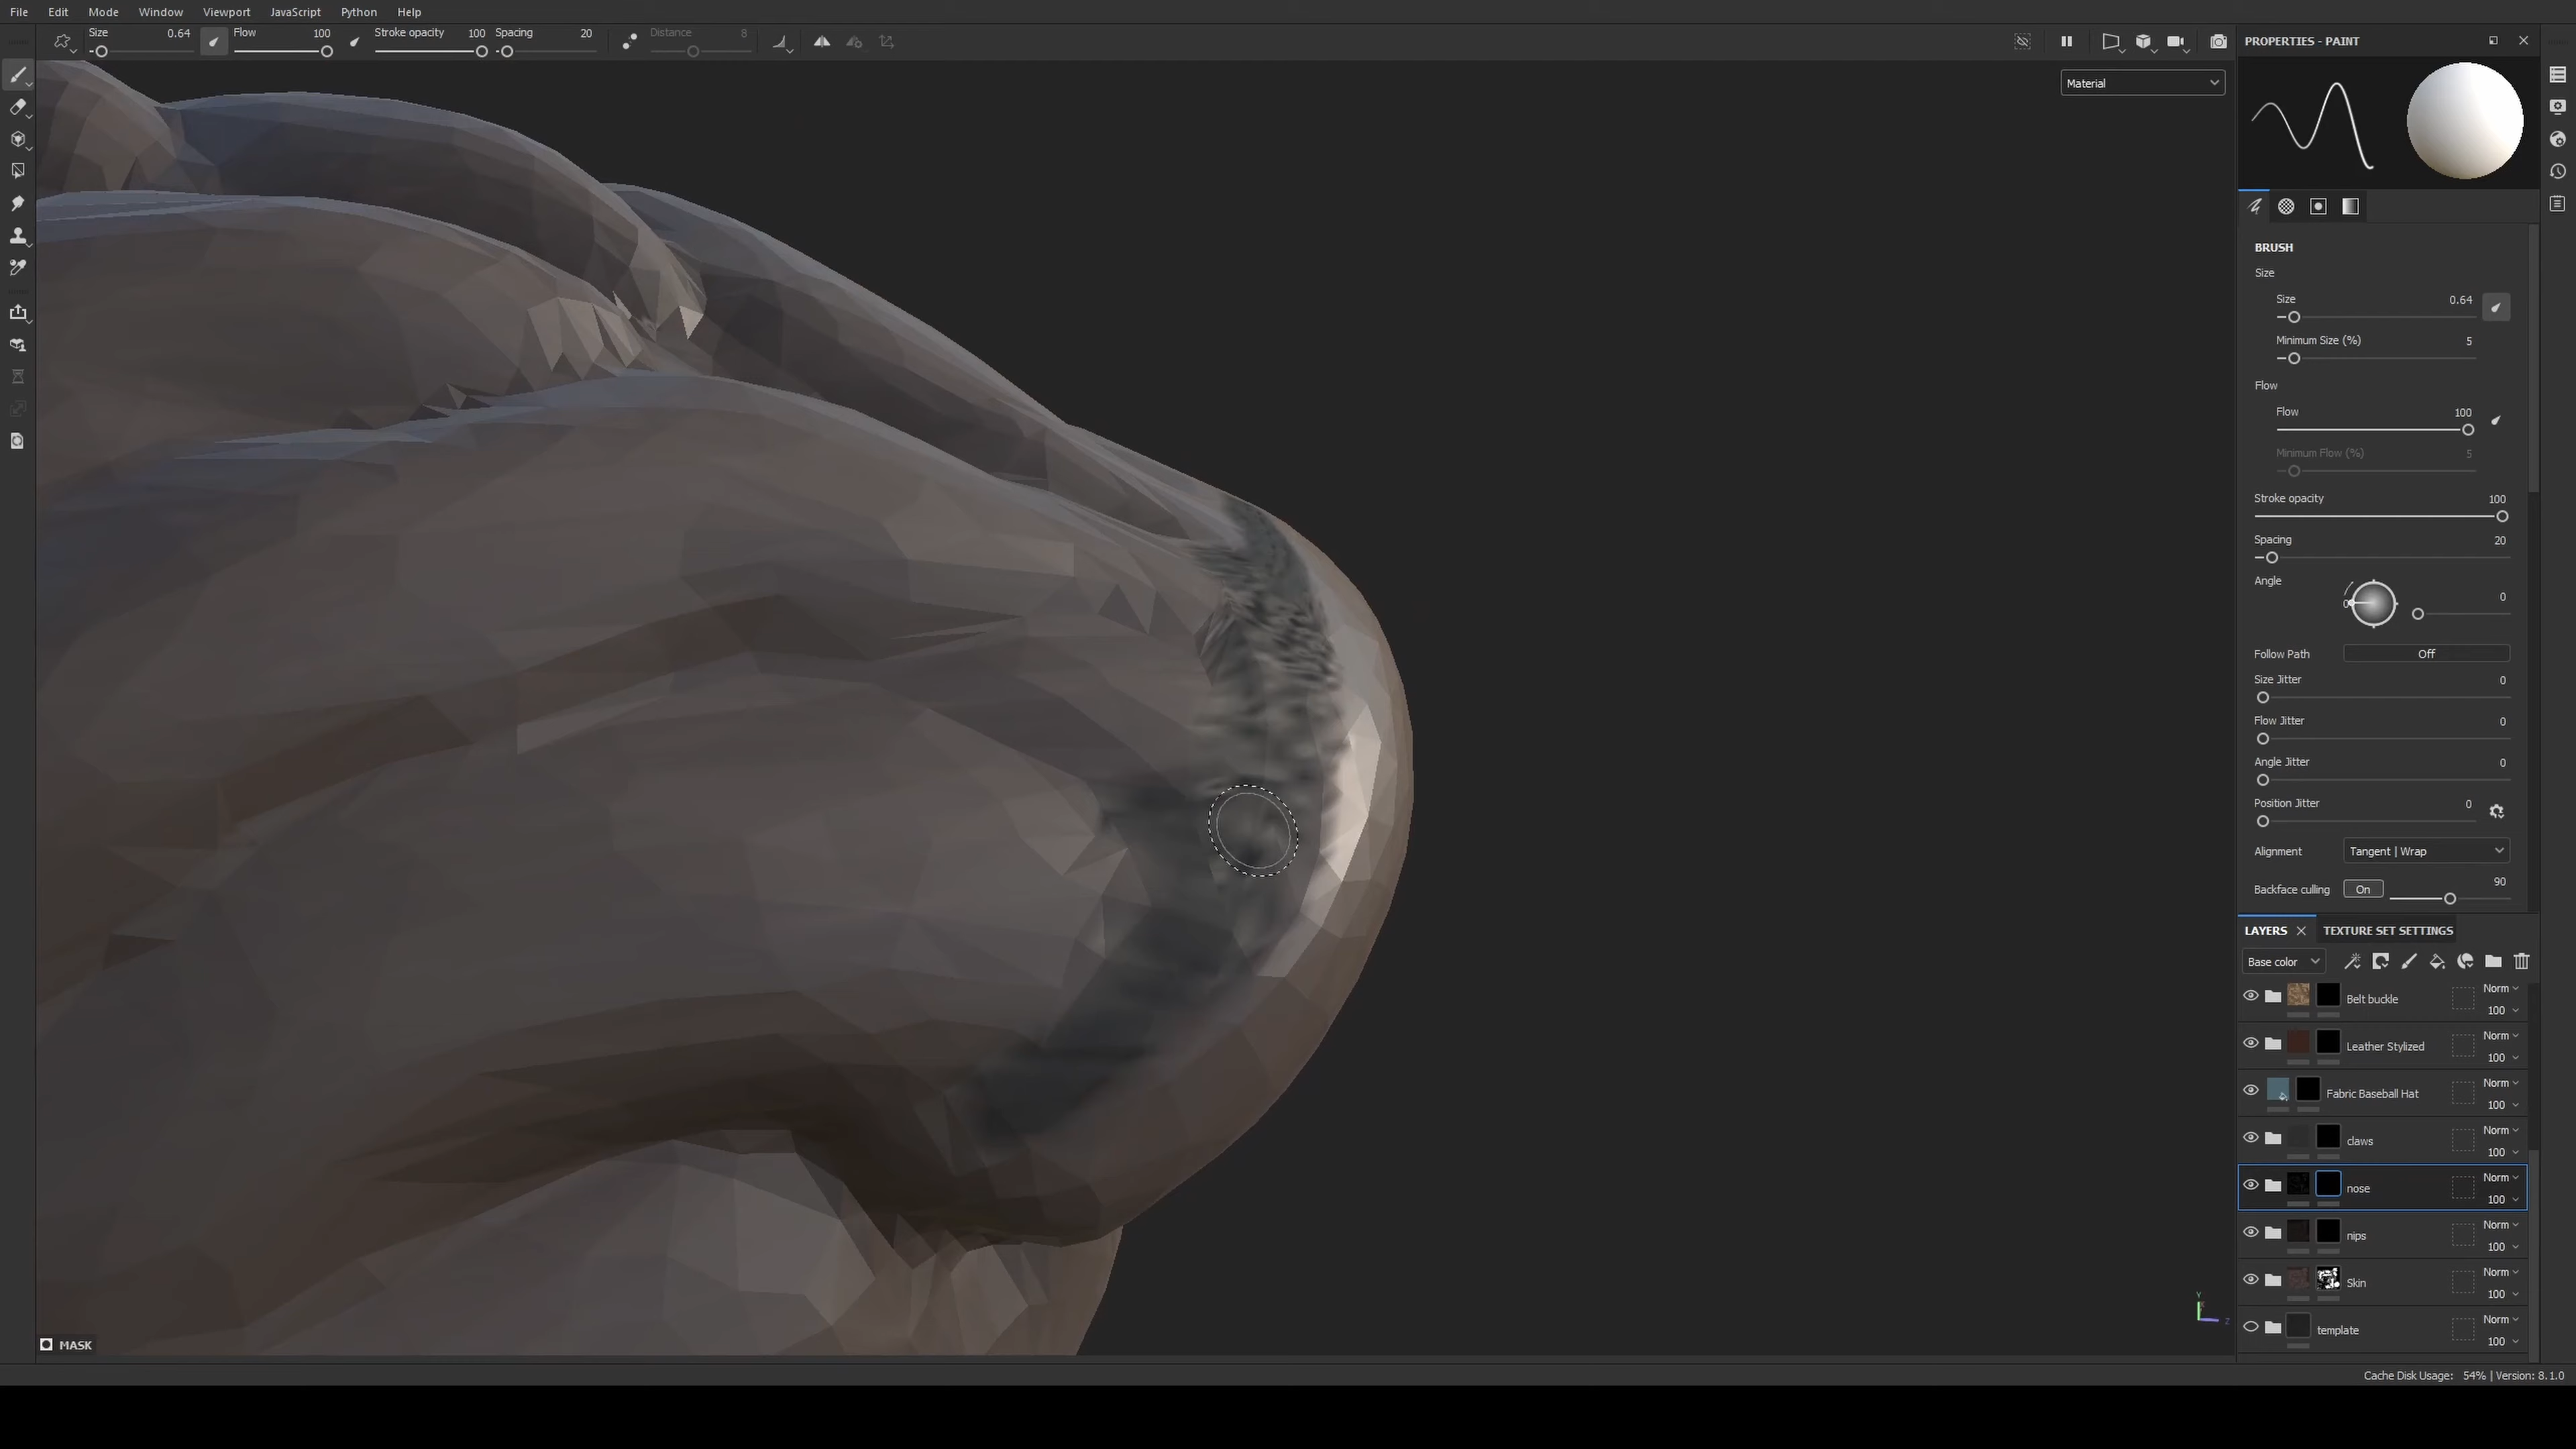 File Edit Mode Window Viewport JavaScript Python Help
Size 0.64 Flow 100 Stroke opacity 100 Spacing 20 Distance 8
Material
PROPERTIES - PAINT
BRUSH
Size
Size 0.64
Minimum Size (%) 5
Flow
Flow 100
Minimum Flow (%) 5
Stroke opacity 100
Spacing 20
Angle 0 0
Follow Path Off
Size Jitter 0
Flow Jitter 0
Angle Jitter 0
Position Jitter 0
Alignment Tangent | Wrap
Backface culling On 90
LAYERS TEXTURE SET SETTINGS
Base color
Belt buckle Norm 100
Leather Stylized Norm 100
Fabric Baseball Hat Norm 100
claws Norm 100
nose Norm 100
nips Norm 100
Skin Norm 100
template Norm 100
Y
Z
MASK
Cache Disk Usage: 54% | Version: 8.1.0